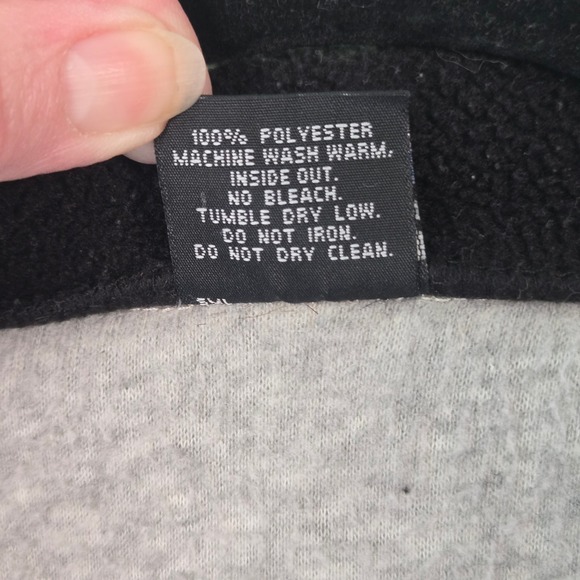 100% POLYESTER
MACHINE WASH WARM.
INSIDE OUT.
NO BLEACH.
TUMBLE DRY LOW.
DO NOT IRON.
DO NOT DRY CLEAN.